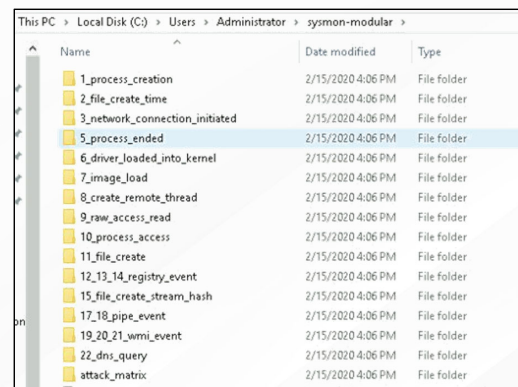 This PC > Local Disk (C:) > Users > Administrator > sysmon-modular >
Name Date modified Type
1_process_creation 2/15/2020 4:06 PM File folder
2_file_create_time 2/15/2020 4:06 PM File folder
3_network_connection_initiated 2/15/2020 4:06 PM File folder
5_process_ended 2/15/2020 4:06 PM File folder
6_driver_loaded_into_kernel 2/15/2020 4:06 PM File folder
7_image_load 2/15/2020 4:06 PM File folder
8_create_remote_thread 2/15/2020 4:06 PM File folder
9_raw_access_read 2/15/2020 4:06 PM File folder
10_process_access 2/15/2020 4:06 PM File folder
11_file_create 2/15/2020 4:06 PM File folder
12_13_14_registry_event 2/15/2020 4:06 PM File folder
15_file_create_stream_hash 2/15/2020 4:06 PM File folder
on 17_18_pipe_event 2/15/2020 4:06 PM File folder
19_20_21_wmi_event 2/15/2020 4:06 PM File folder
22_dns_query 2/15/2020 4:06 PM File folder
attack_matrix 2/15/2020 4:06 PM File folder